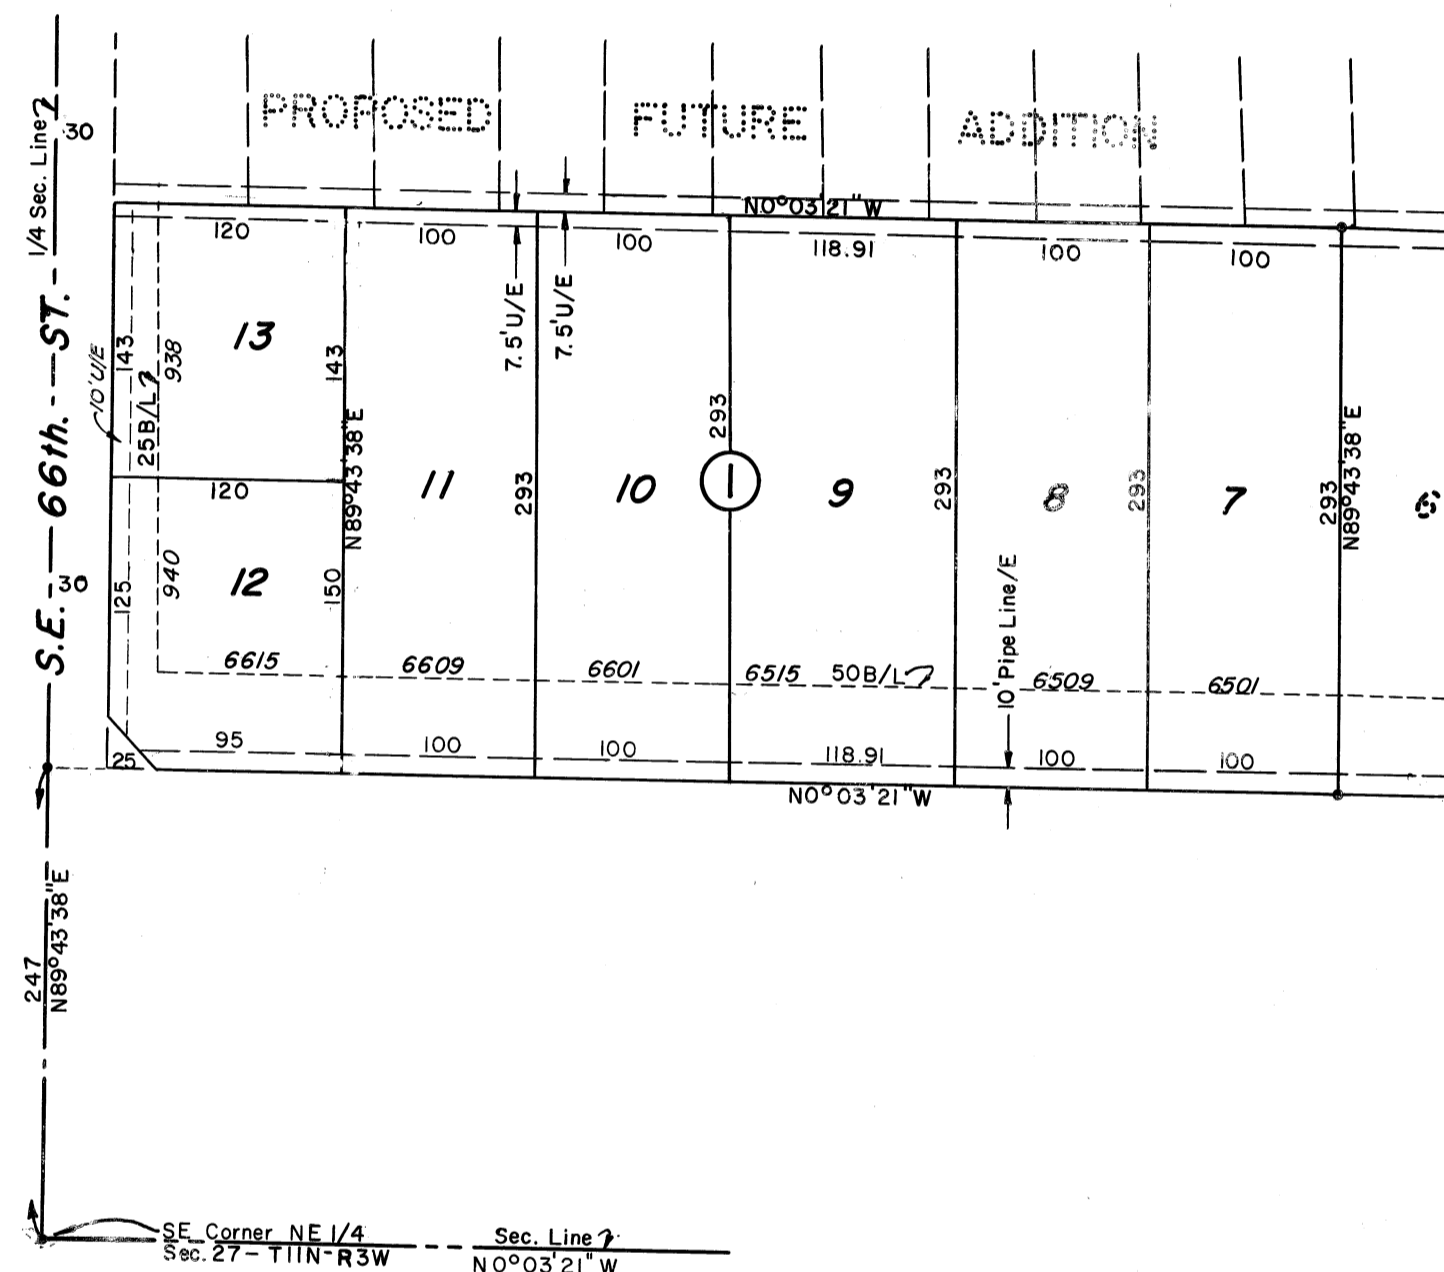 PROPOSED FUTURE ADDITION
1/4 Sec. Line
30
N0°03'21"W
120
100
100
118.91
100
100
7.5'U/E
7.5'U/E
S.E. 66th. ST.
10'U/E
143
25B/L
938
13
143
N89°43'38"E
11
293
10
293
1
9
293
8
293
7
293
N89°43'38"E
6
120
30
125
940
12
150
6615
6609
6601
6515
50B/L
10'Pipe Line/E
6509
6501
25
95
100
100
118.91
100
100
N0°03'21"W
247
N89°43'38"E
SE Corner NE 1/4
Sec. 27-T11N-R3W
Sec. Line
N0°03'21"W